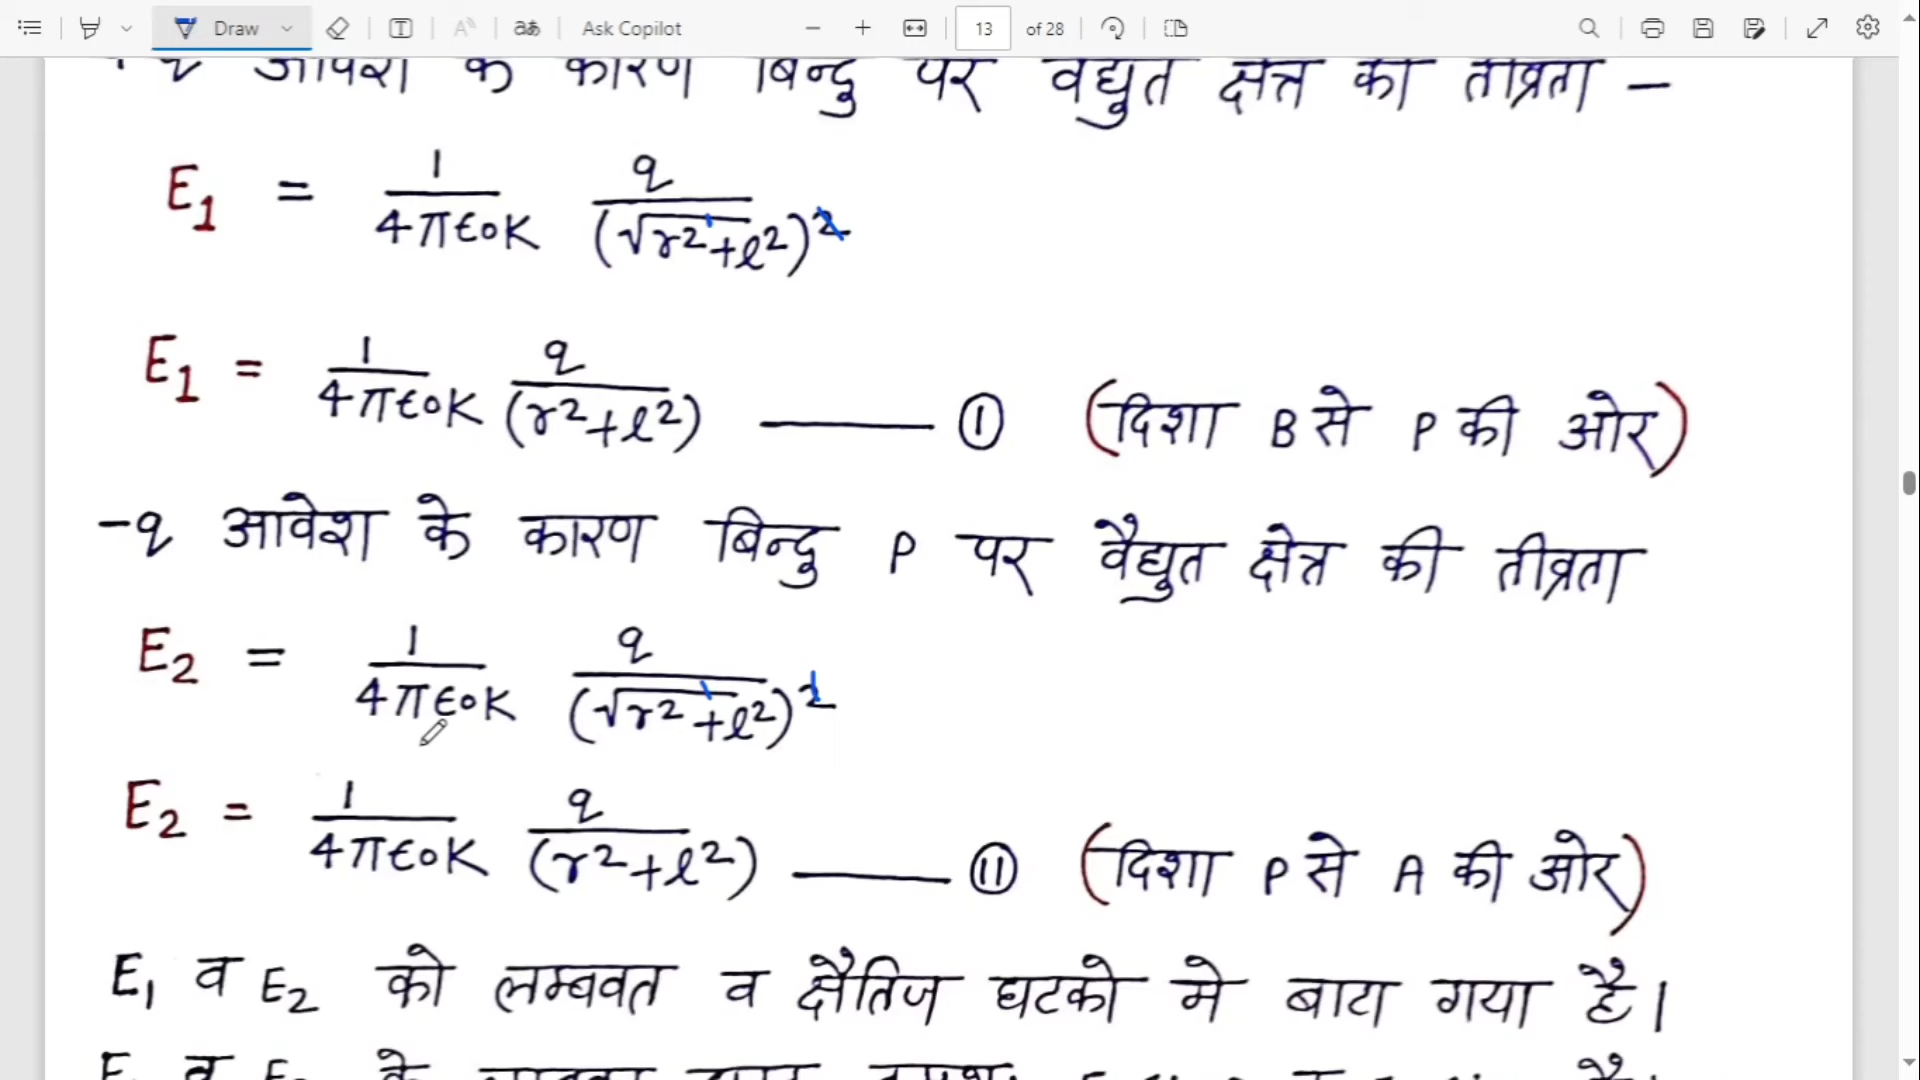 Draw Ask Copilot 13 of 28
+q आवेश के कारण बिन्दु पर वैद्युत क्षेत्र की तीव्रता –
E₁ = 1/4πϵ₀K q/(√r²+l²)²
E₁ = 1/4πϵ₀K q/(r²+l²) —— ① (दिशा B से P की ओर)
-q आवेश के कारण बिन्दु P पर वैद्युत क्षेत्र की तीव्रता
E₂ = 1/4πϵ₀K q/(√r²+l²)²
E₂ = 1/4πϵ₀K q/(r²+l²) —— ⑪ (दिशा P से A की ओर)
E₁ व E₂ को लम्बवत व क्षैतिज घटको मे बाटा गया है।